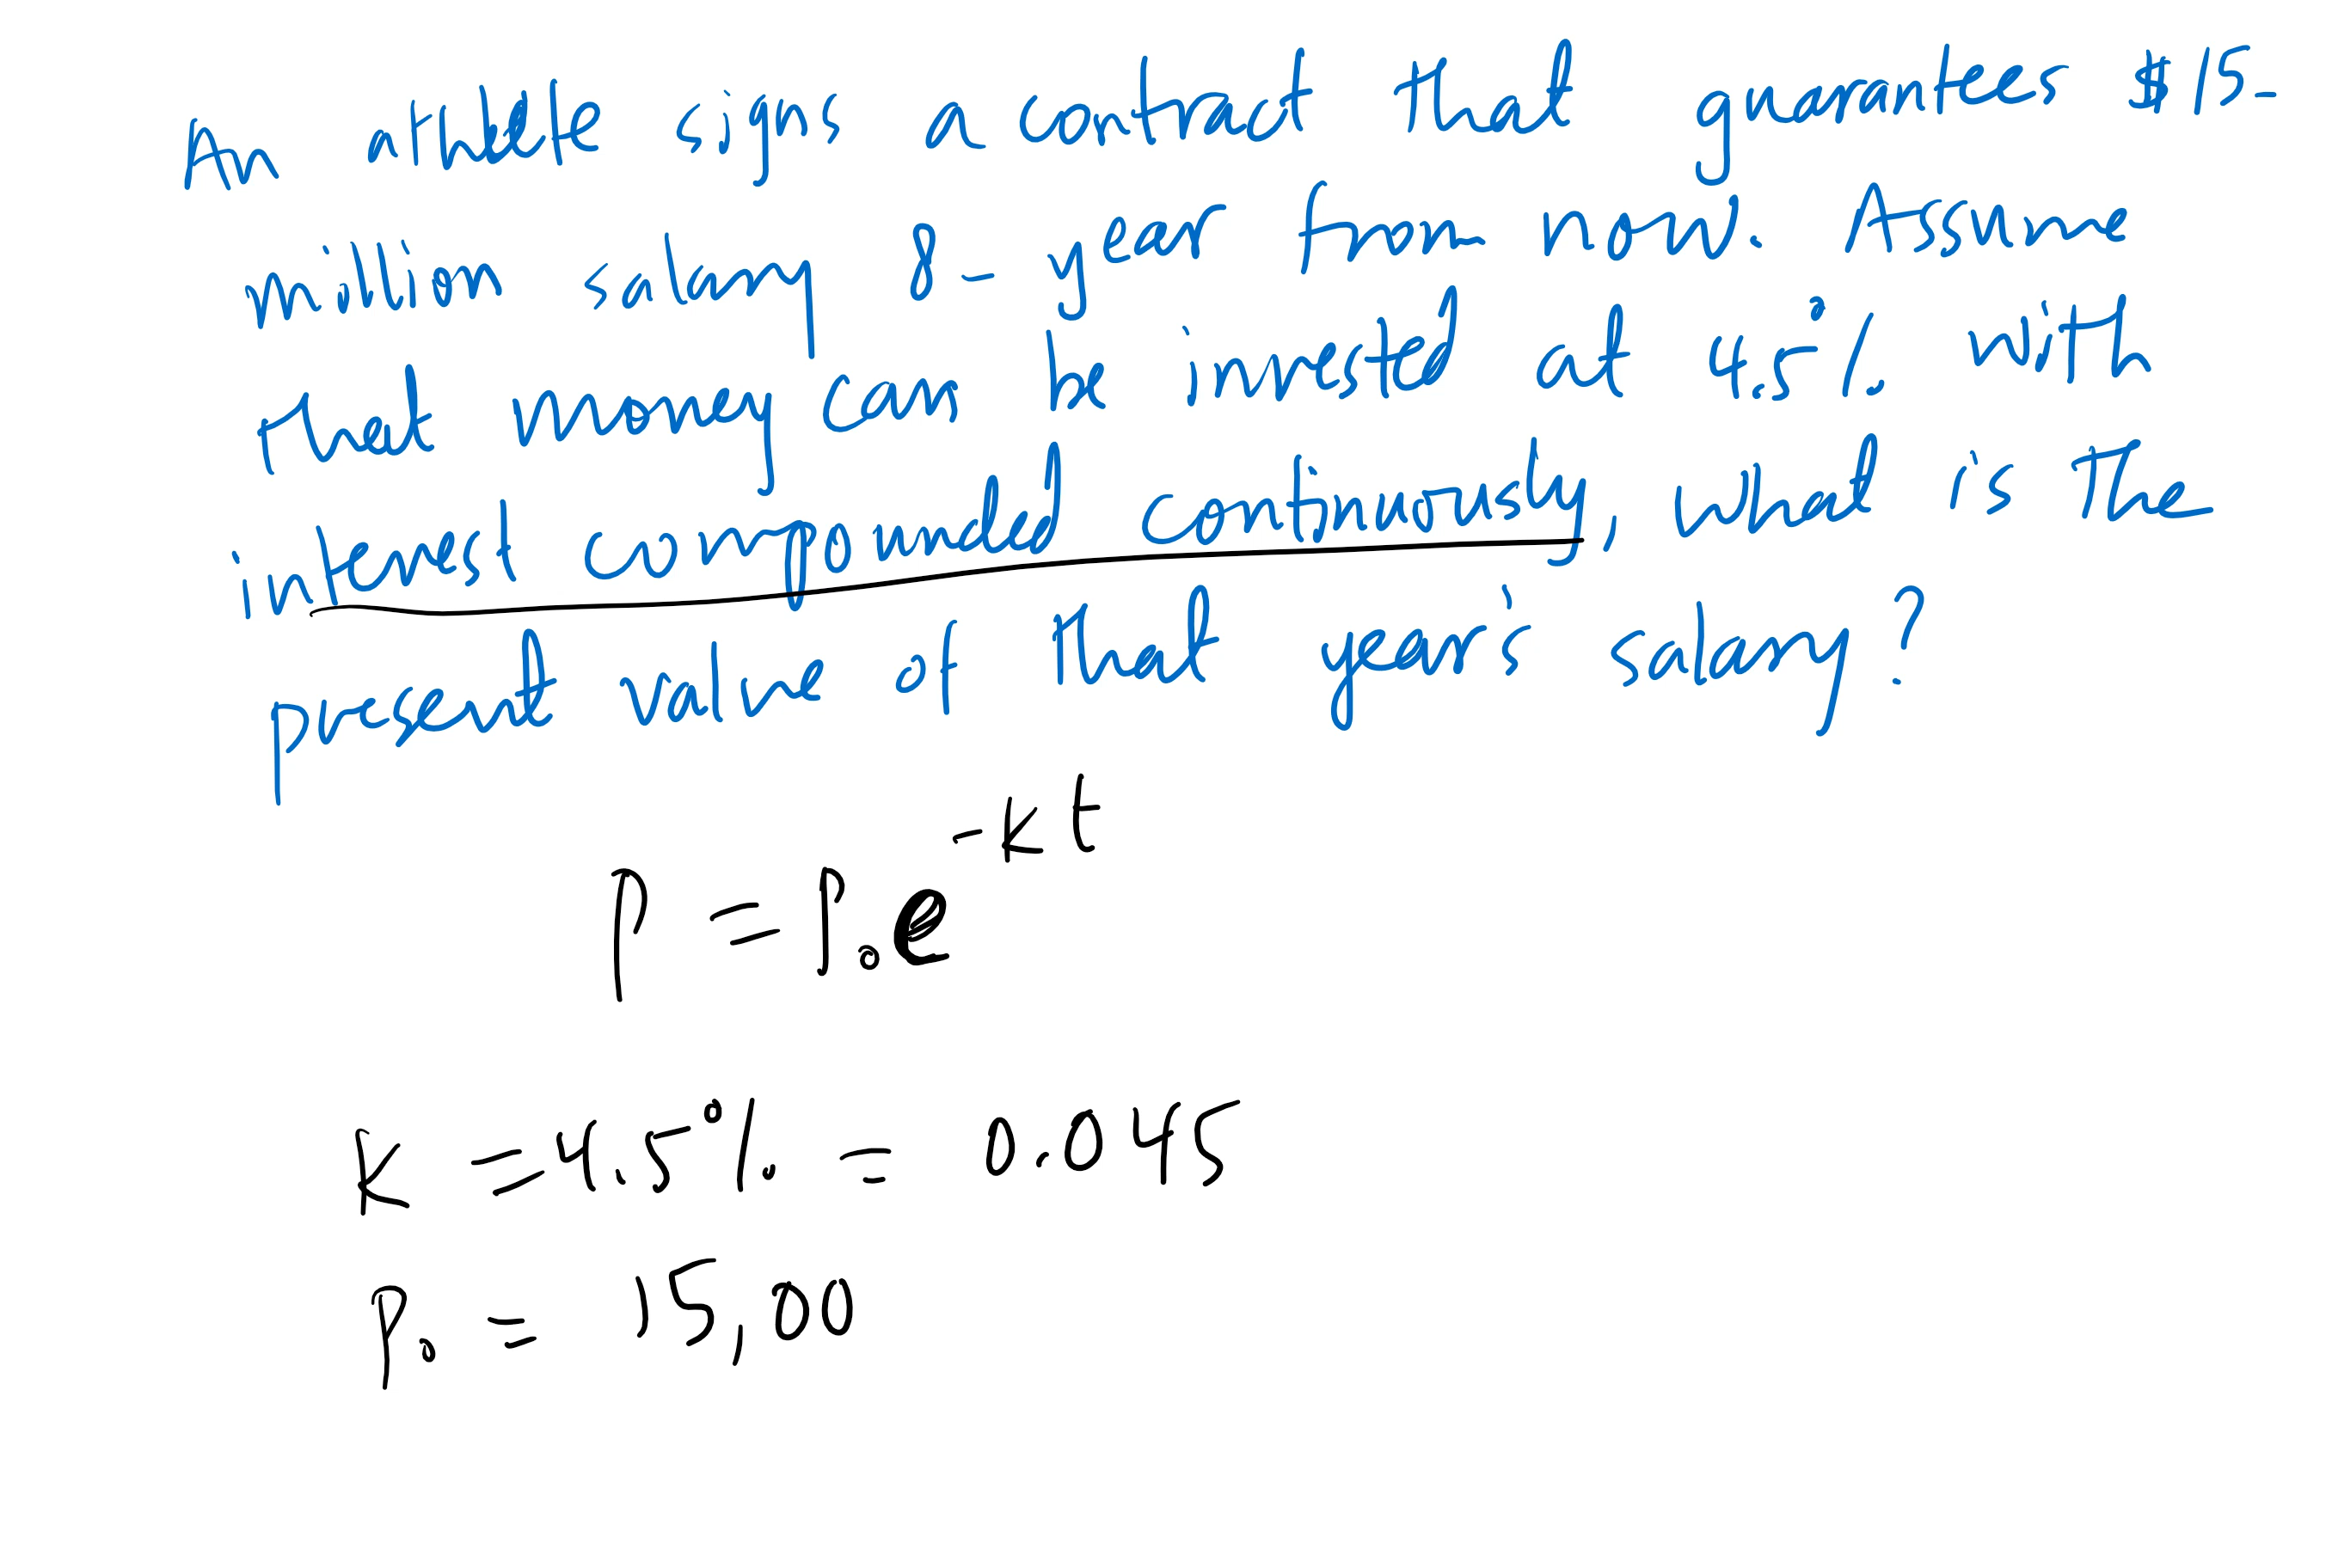 An athlete signs a contract that guarantees $ 15-
million salary 8- year from now. Assume
that money can be invested at 4.5% with
interest compounded continuously, what is the
present value of that year's salary?
P = P₀e^-kt
k = 4.5% = 0.045
P₀ = 15,00